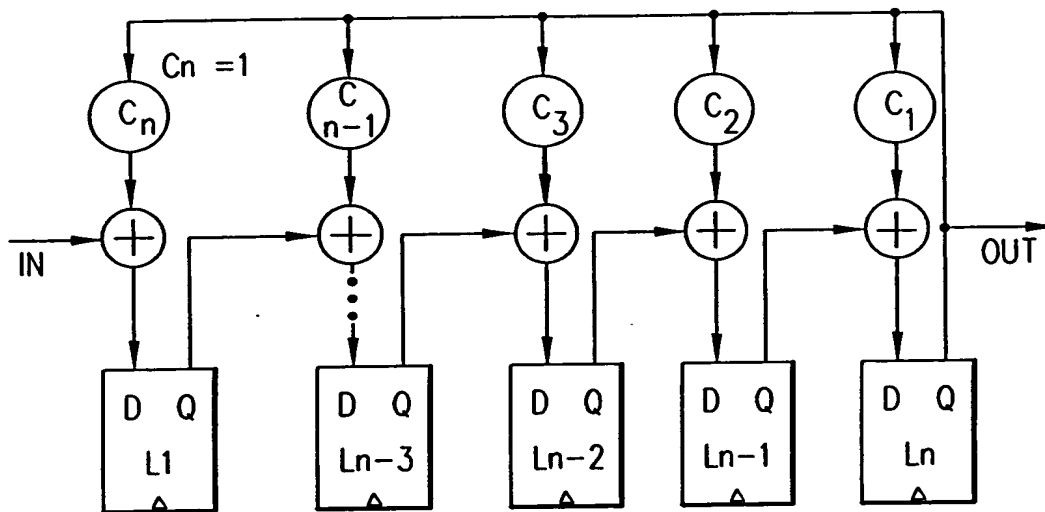 Cn =1
Cn
C
n-1
C3
C2
C1
IN
OUT
D Q
L1
D Q
Ln-3
D Q
Ln-2
D Q
Ln-1
D Q
Ln